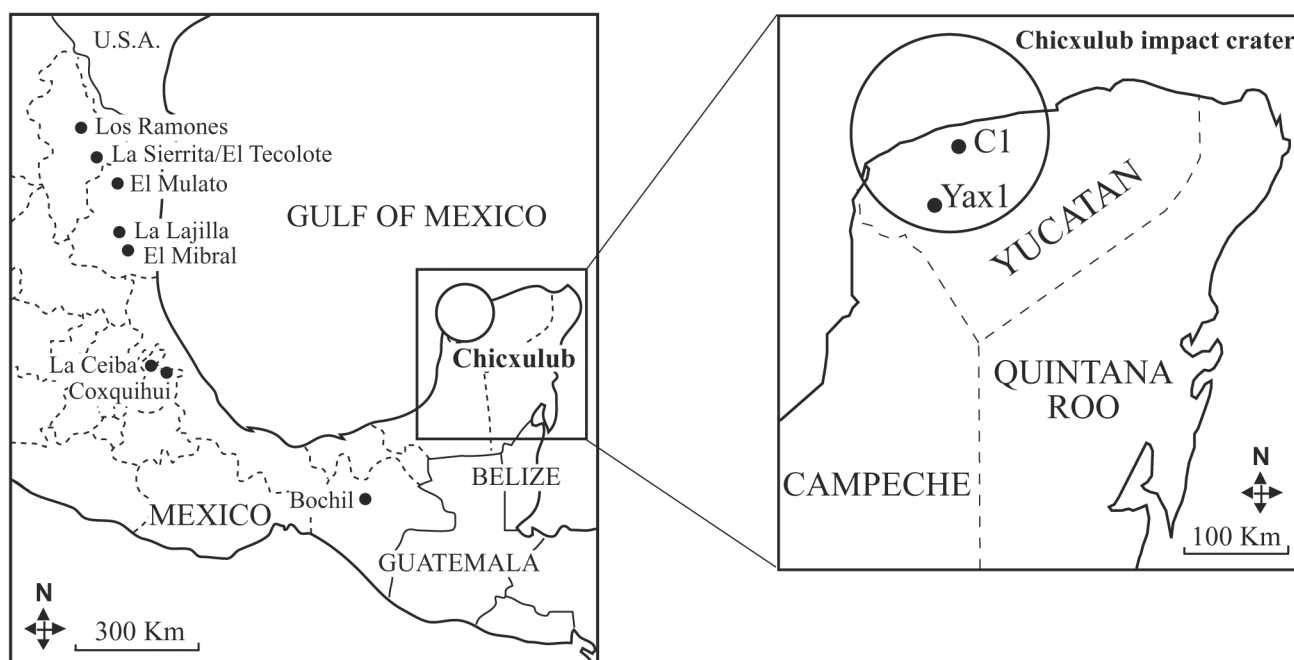 U.S.A.
Los Ramones
La Sierrita/El Tecolote
El Mulato
La Lajilla
El Mibral
GULF OF MEXICO
Chicxulub
La Ceiba
Coxquihui
Bochil
MEXICO
BELIZE
GUATEMALA
N
300 Km
Chicxulub impact crater
C1
Yax1
YUCATAN
QUINTANA
ROO
CAMPECHE
N
100 Km